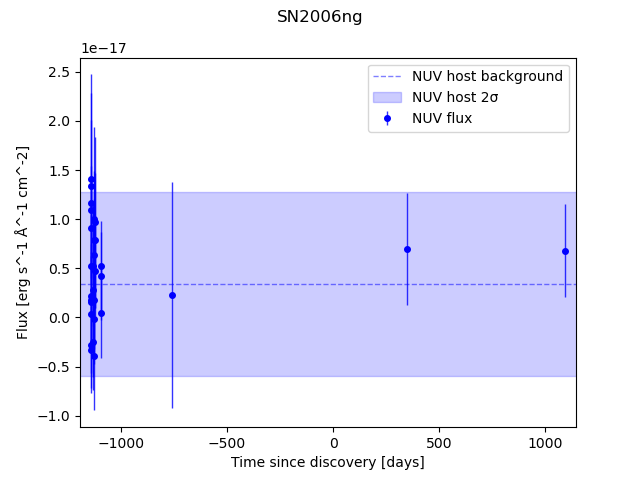 SN2006ng
1e−17
NUV host background
NUV host 2σ
NUV flux
2.5
2.0
1.5
1.0
0.5
0.0
−0.5
−1.0
Flux [erg s^-1 Å^-1 cm^-2]
−1000
−500
0
500
1000
Time since discovery [days]